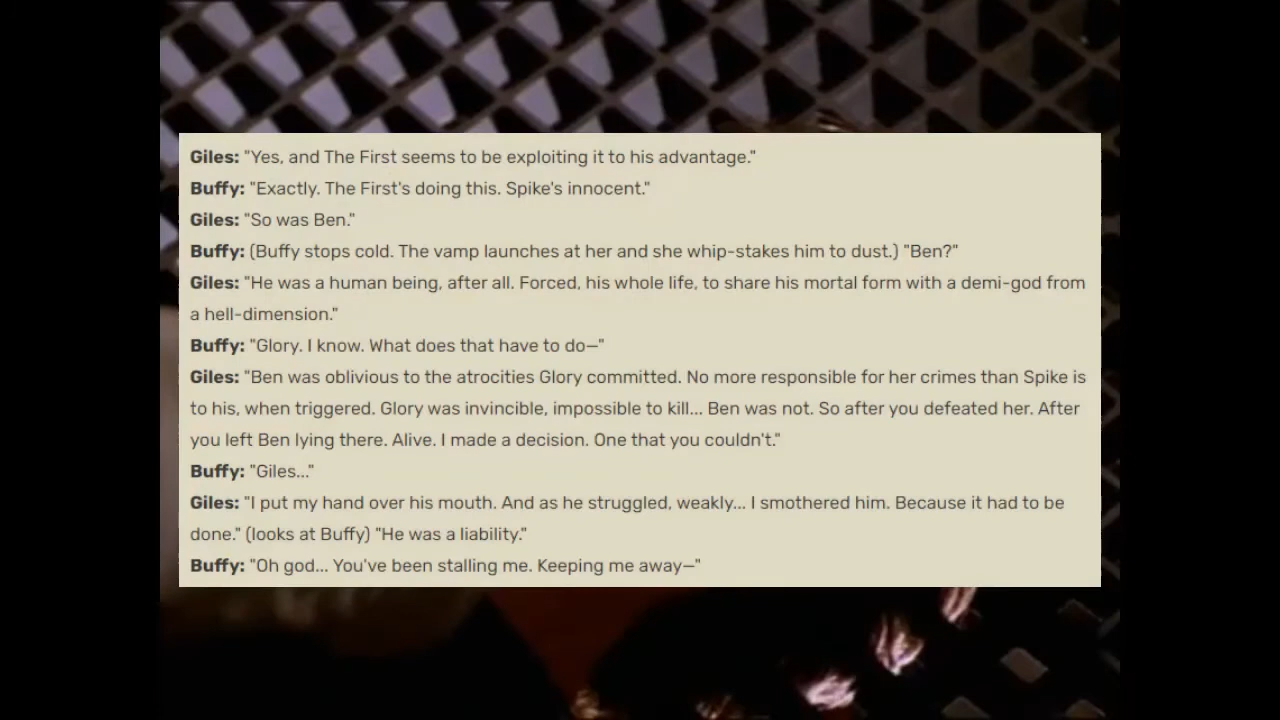 Giles: "Yes, and The First seems to be exploiting it to his advantage."
Buffy: "Exactly. The First's doing this. Spike's innocent."
Giles: "So was Ben."
Buffy: (Buffy stops cold. The vamp launches at her and she whip-stakes him to dust.) "Ben?"
Giles: "He was a human being, after all. Forced, his whole life, to share his mortal form with a demi-god from
a hell-dimension."
Buffy: "Glory. I know. What does that have to do—"
Giles: "Ben was oblivious to the atrocities Glory committed. No more responsible for her crimes than Spike is
to his, when triggered. Glory was invincible, impossible to kill... Ben was not. So after you defeated her. After
you left Ben lying there. Alive. I made a decision. One that you couldn't."
Buffy: "Giles..."
Giles: "I put my hand over his mouth. And as he struggled, weakly... I smothered him. Because it had to be
done." (looks at Buffy) "He was a liability."
Buffy: "Oh god... You've been stalling me. Keeping me away—"